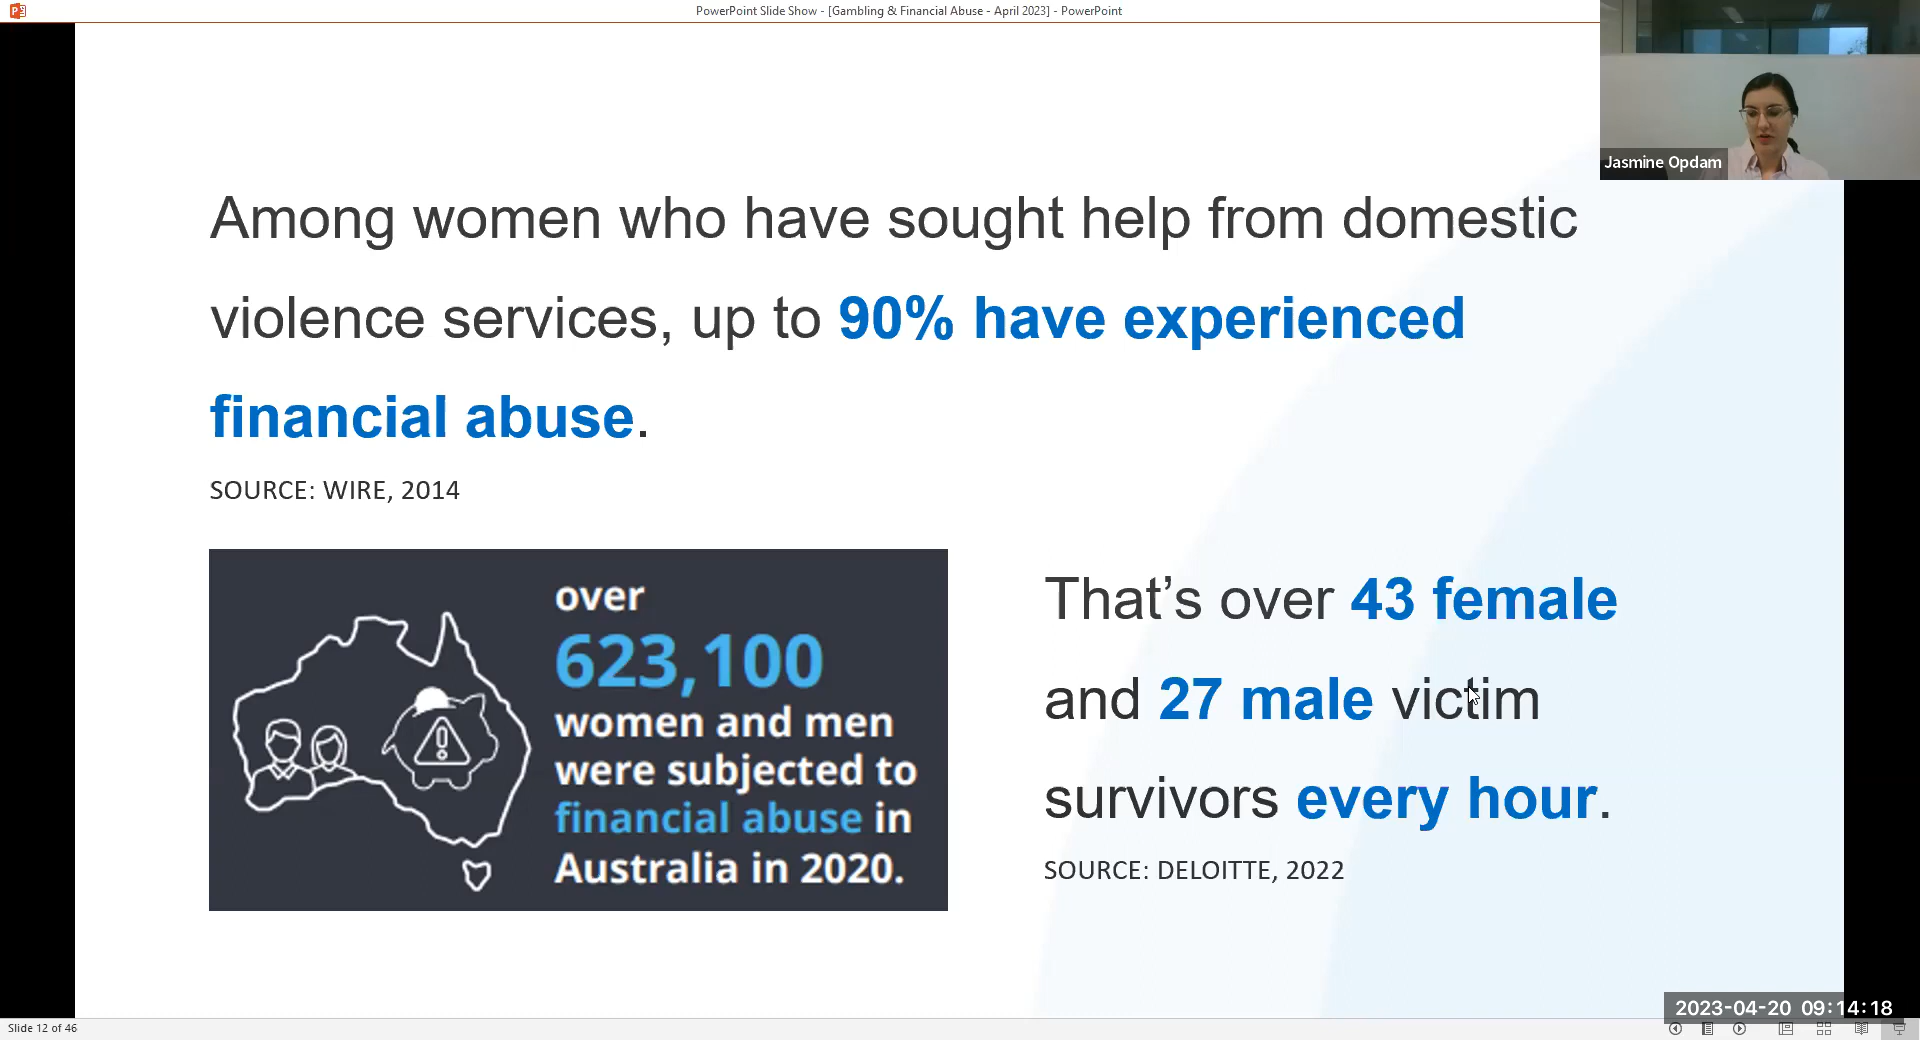 PowerPoint Slide Show - [Gambling & Financial Abuse - April 2023] - PowerPoint
Jasmine Opdam
Among women who have sought help from domestic
violence services, up to 90% have experienced
financial abuse.
SOURCE: WIRE, 2014
over
623,100
women and men
were subjected to
financial abuse in
Australia in 2020.
That’s over 43 female
and 27 male victim
survivors every hour.
SOURCE: DELOITTE, 2022
2023-04-20 09:14:18
Slide 12 of 46